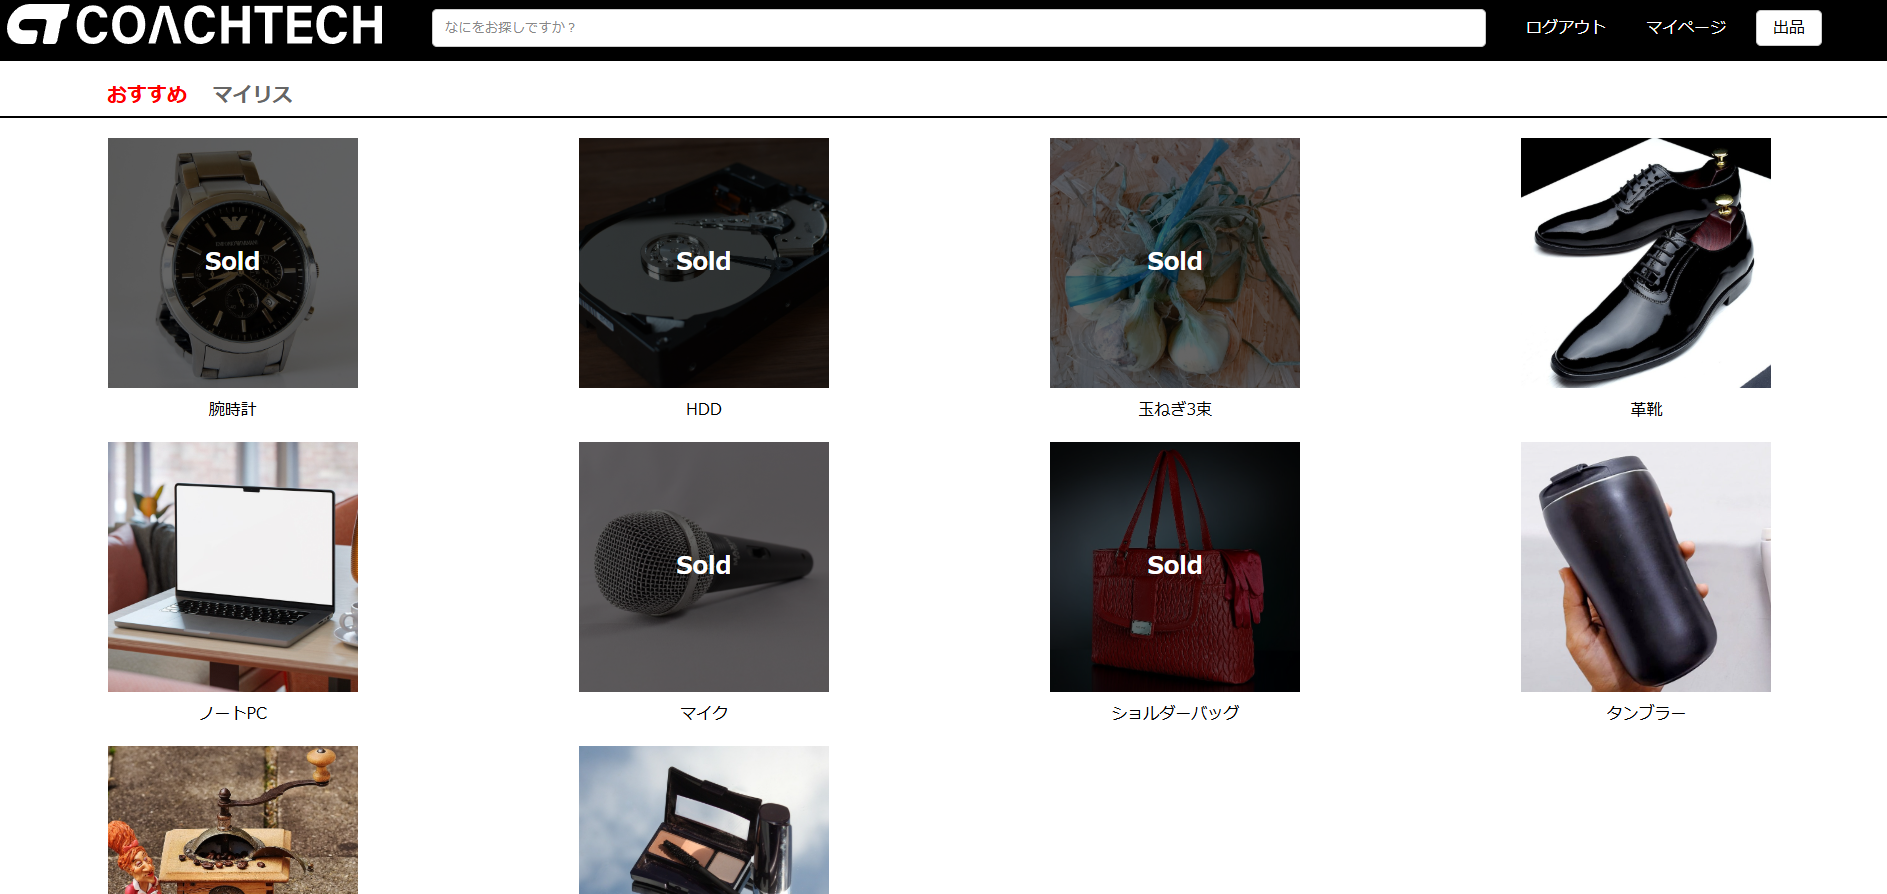 COACHTECH
なにをお探しですか？
ログアウト
マイページ
出品
おすすめ
マイリス
Sold
Sold
Sold
腕時計
HDD
玉ねぎ3束
革靴
Sold
Sold
ノートPC
マイク
ショルダーバッグ
タンブラー